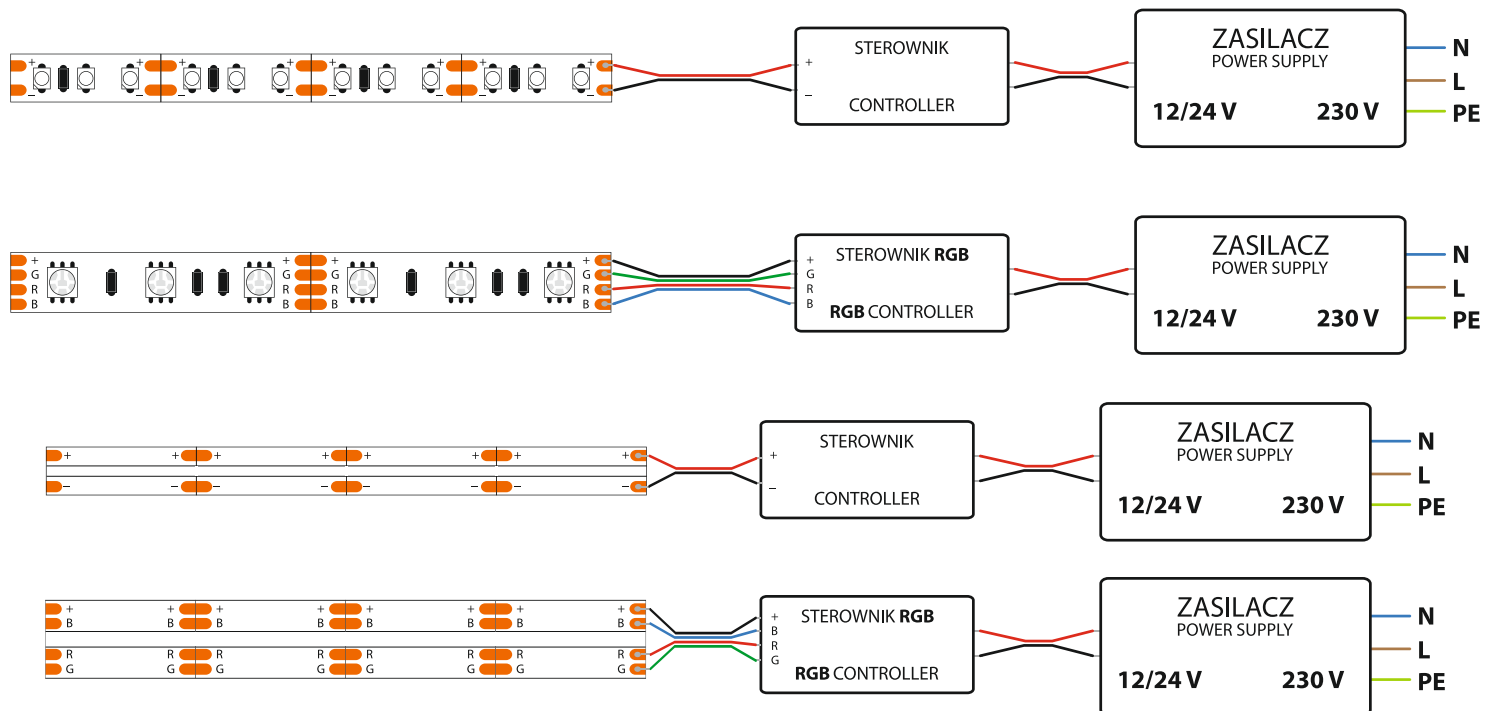 + + + + +
− − − − −
STEROWNIK
+
−
CONTROLLER
ZASILACZ
POWER SUPPLY
12/24 V 230 V
N
L
PE
+ + + +
G G G G
R R R R
B B B B
STEROWNIK RGB
+
G
R
B
RGB CONTROLLER
ZASILACZ
POWER SUPPLY
12/24 V 230 V
N
L
PE
+ + + + + + + +
− − − − − − − −
STEROWNIK
+
−
CONTROLLER
ZASILACZ
POWER SUPPLY
12/24 V 230 V
N
L
PE
+ + + + + + + +
B B B B B B B B
R R R R R R R R
G G G G G G G G
STEROWNIK RGB
+
B
R
G
RGB CONTROLLER
ZASILACZ
POWER SUPPLY
12/24 V 230 V
N
L
PE